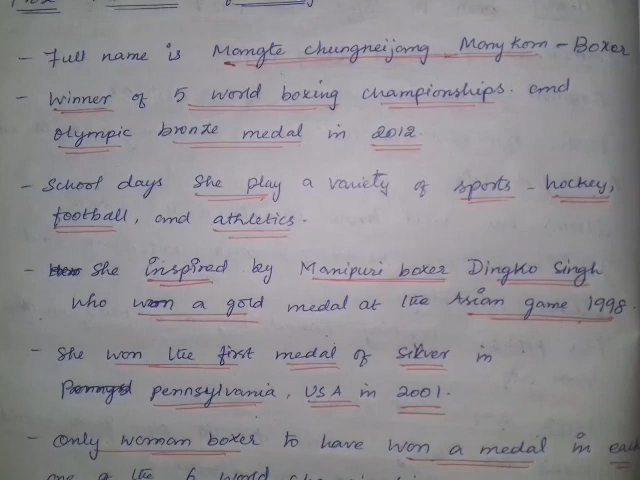 - Full name is Mangte chungneijang Mary kom - Boxer
- winner of 5 world boxing championships. and
olympic bronze medal in 2012.
- School days she play a variety of sports - hockey,
football, and athletics.
- She inspired by Manipuri boxer Dingko Singh
who won a gold medal at the Asian game 1998.
- She won the first medal of silver in
pennsylvania, USA in 2001.
- Only woman boxer to have won a medal in each
one of the 6 world